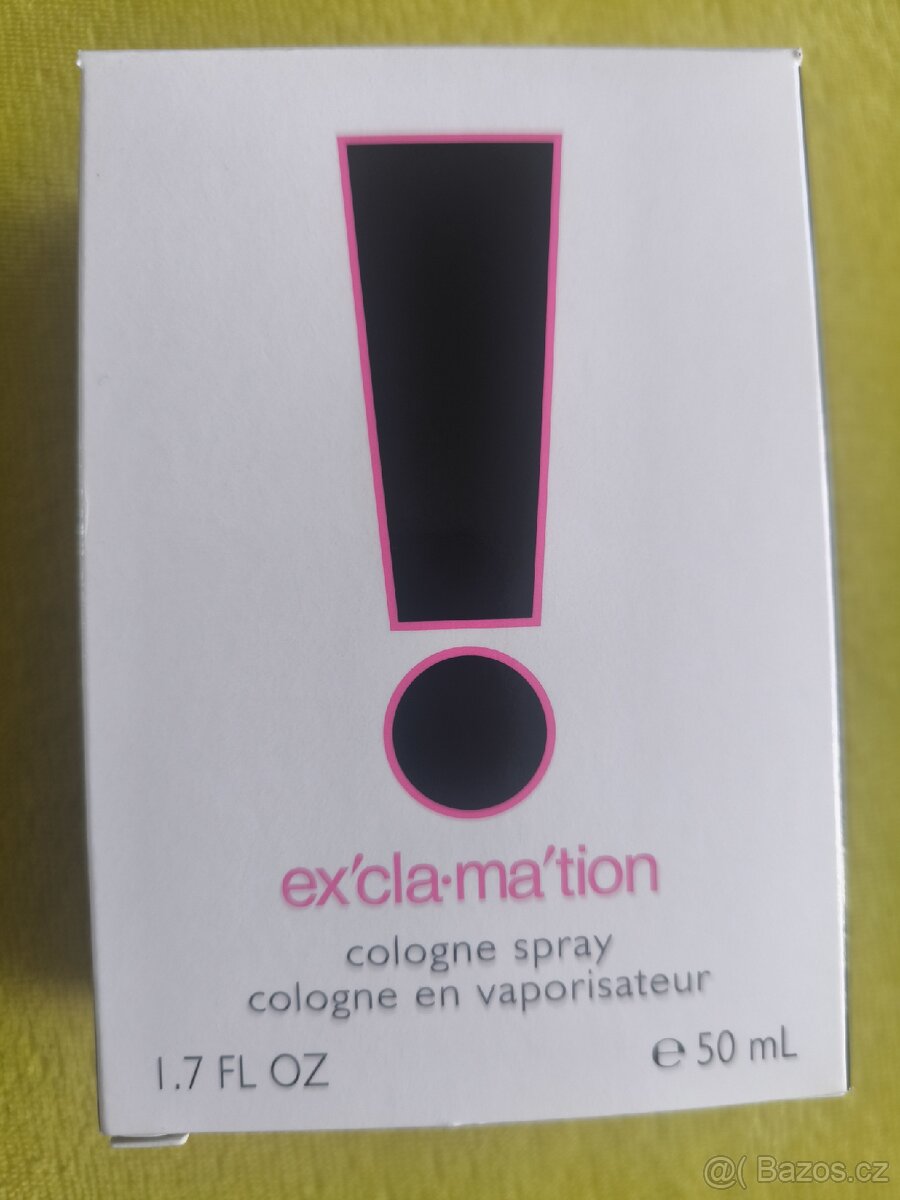 !
ex'cla·ma'tion
cologne spray
cologne en vaporisateur
1.7 FL OZ
℮ 50 mL
@( Bazos.cz